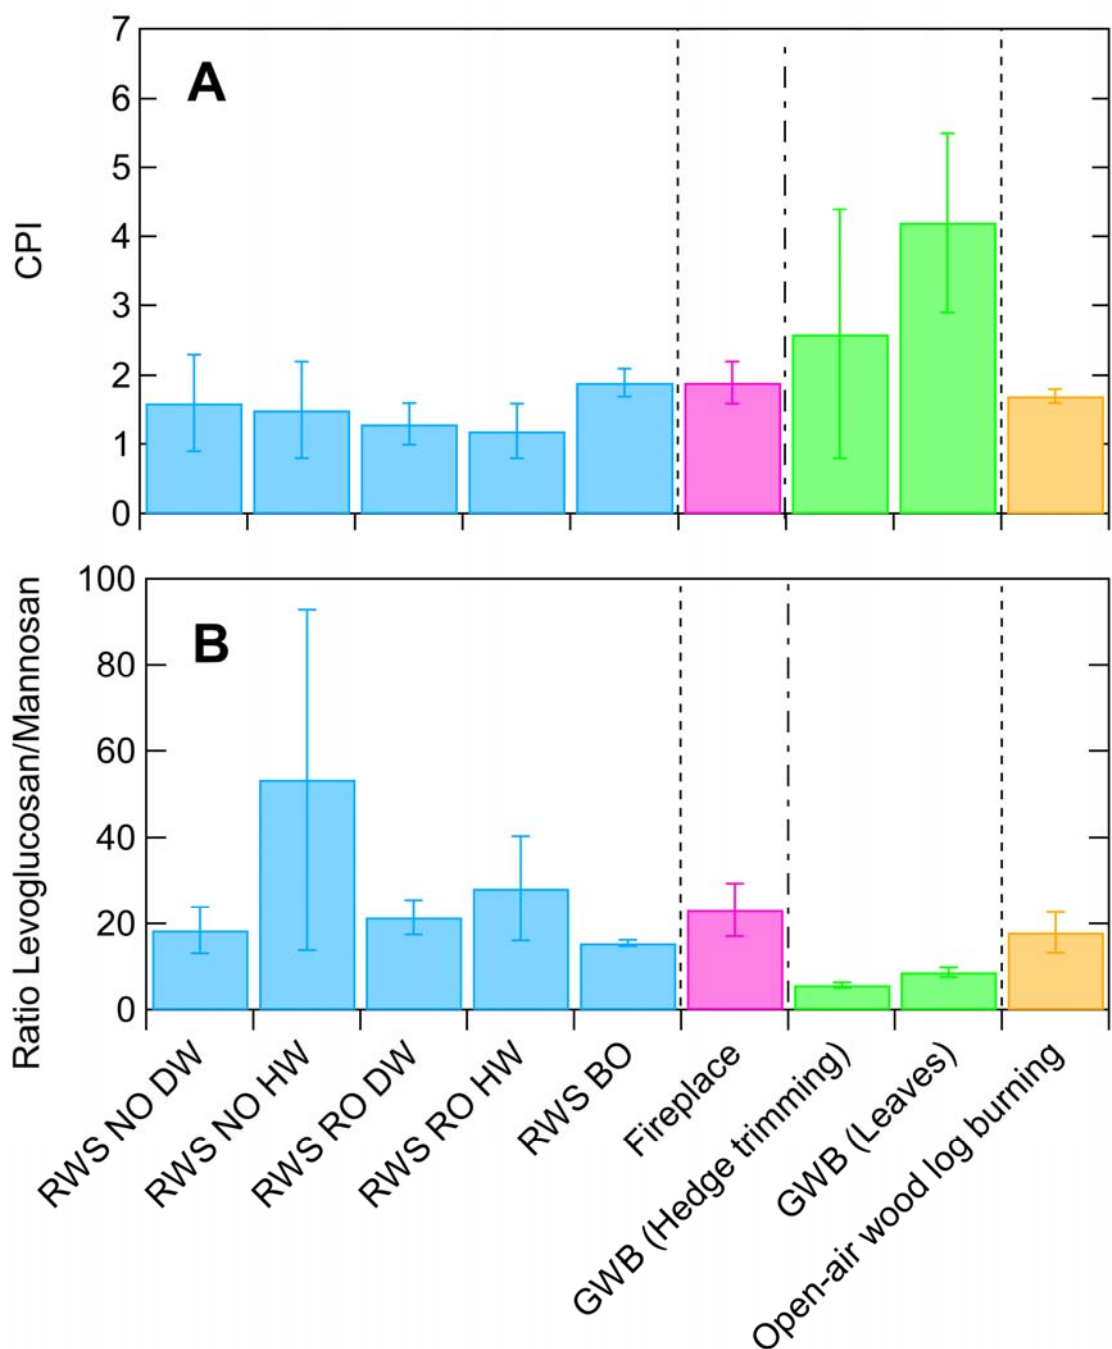 A
7
6
5
4
3
2
1
0
CPI
B
100
80
60
40
20
0
Ratio Levoglucosan/Mannosan
RWS NO DW
RWS NO HW
RWS RO DW
RWS RO HW
RWS BO
Fireplace
GWB (Hedge trimming)
GWB (Leaves)
Open-air wood log burning